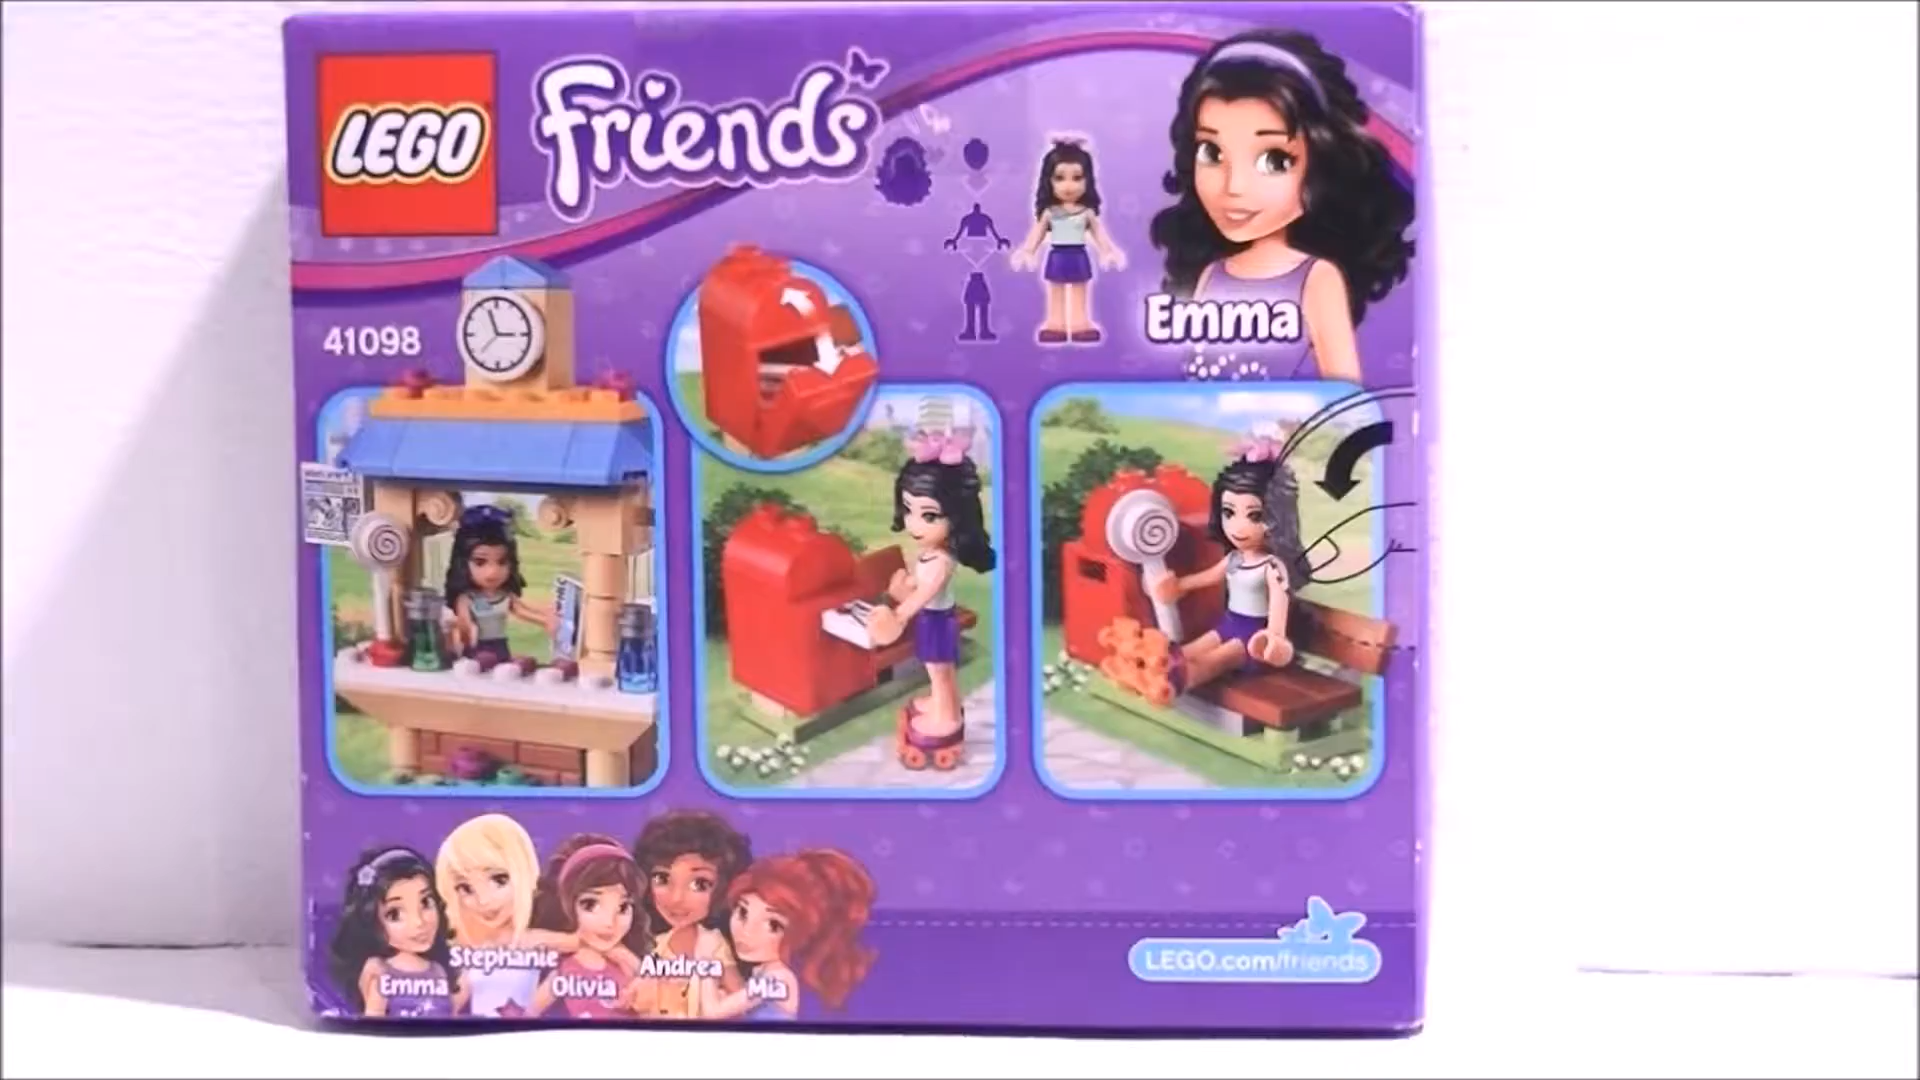 LEGO
friends
Emma
41098
Stephanie
Andrea
Emma
Olivia
Mia
LEGO.com/friends